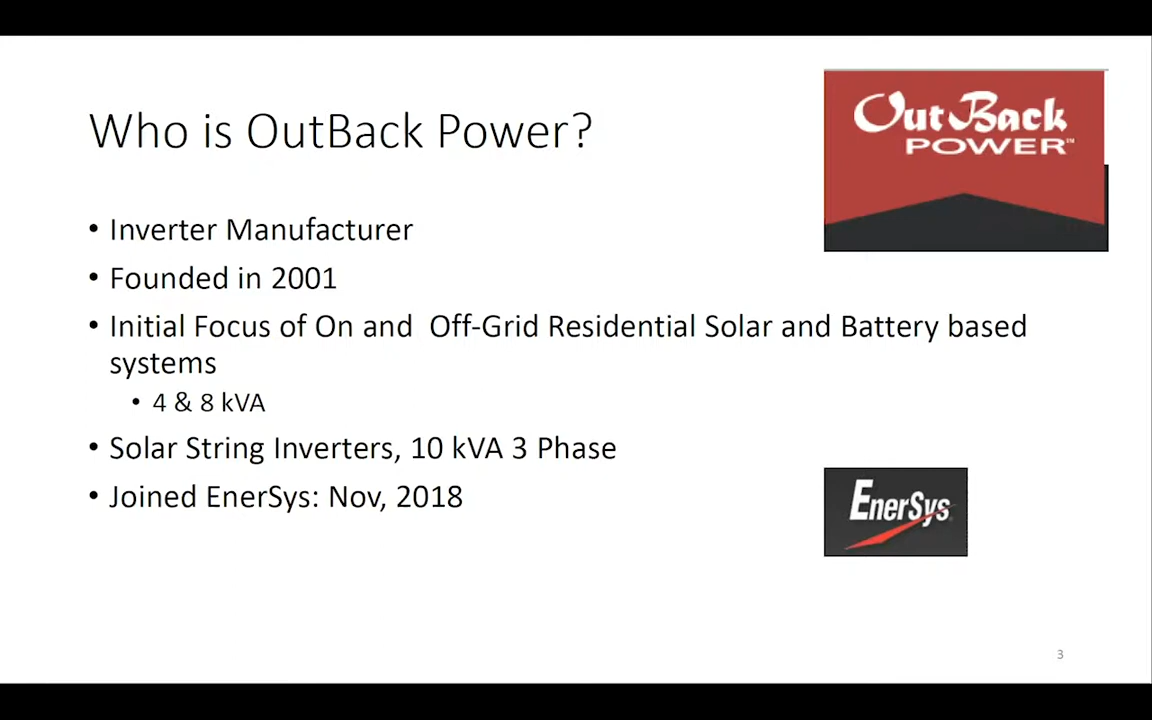 Who is OutBack Power?
OutBack
POWER™
• Inverter Manufacturer
• Founded in 2001
• Initial Focus of On and  Off-Grid Residential Solar and Battery based
systems
• 4 & 8 kVA
• Solar String Inverters, 10 kVA 3 Phase
• Joined EnerSys: Nov, 2018
EnerSys
3